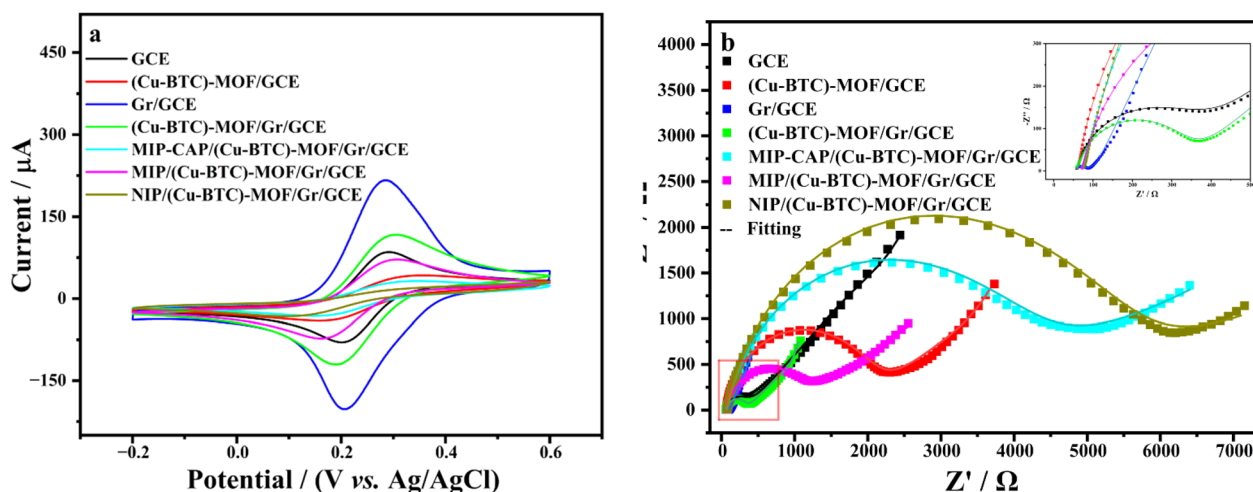 a
450
300
150
0
−150
Current / μA
GCE
(Cu-BTC)-MOF/GCE
Gr/GCE
(Cu-BTC)-MOF/Gr/GCE
MIP-CAP/(Cu-BTC)-MOF/Gr/GCE
MIP/(Cu-BTC)-MOF/Gr/GCE
NIP/(Cu-BTC)-MOF/Gr/GCE
−0.2 0.0 0.2 0.4 0.6
Potential / (V vs. Ag/AgCl)
b
4000
3500
3000
2500
2000
1500
1000
500
0
GCE
(Cu-BTC)-MOF/GCE
Gr/GCE
(Cu-BTC)-MOF/Gr/GCE
MIP-CAP/(Cu-BTC)-MOF/Gr/GCE
MIP/(Cu-BTC)-MOF/Gr/GCE
NIP/(Cu-BTC)-MOF/Gr/GCE
-- Fitting
0 1000 2000 3000 4000 5000 6000 7000
Z' / Ω
300
200
100
0
-Z'' / Ω
0 100 200 300 400 500
Z' / Ω